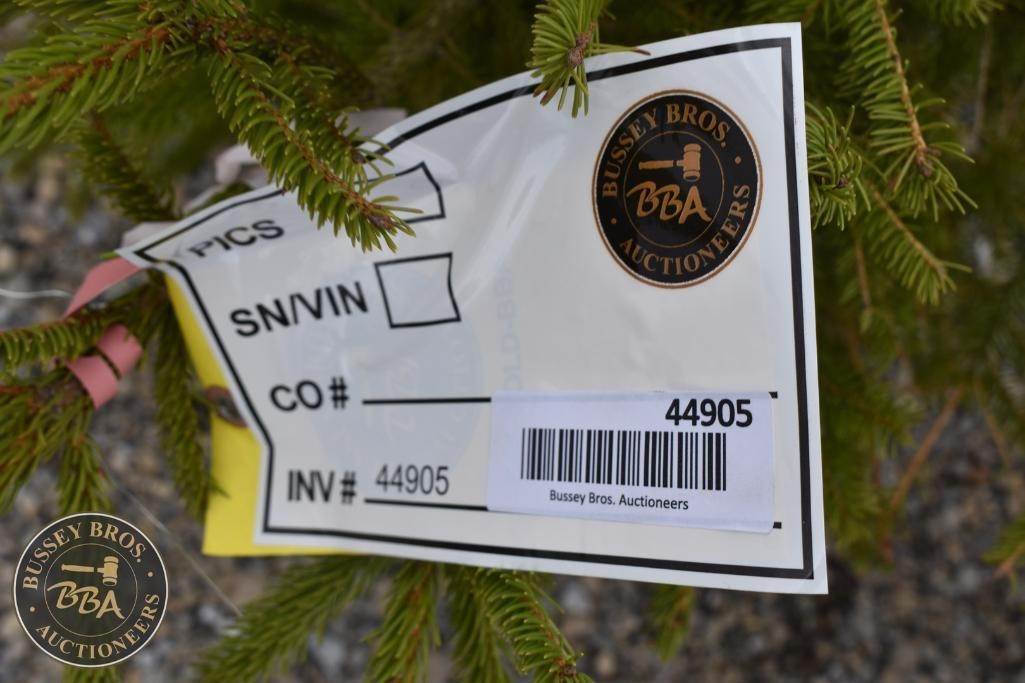 BUSSEY BROS.
BBA
AUCTIONEERS
PICS
SN/VIN
CO #
44905
Bussey Bros. Auctioneers
INV # 44905
BUSSEY BROS.
BBA
AUCTIONEERS